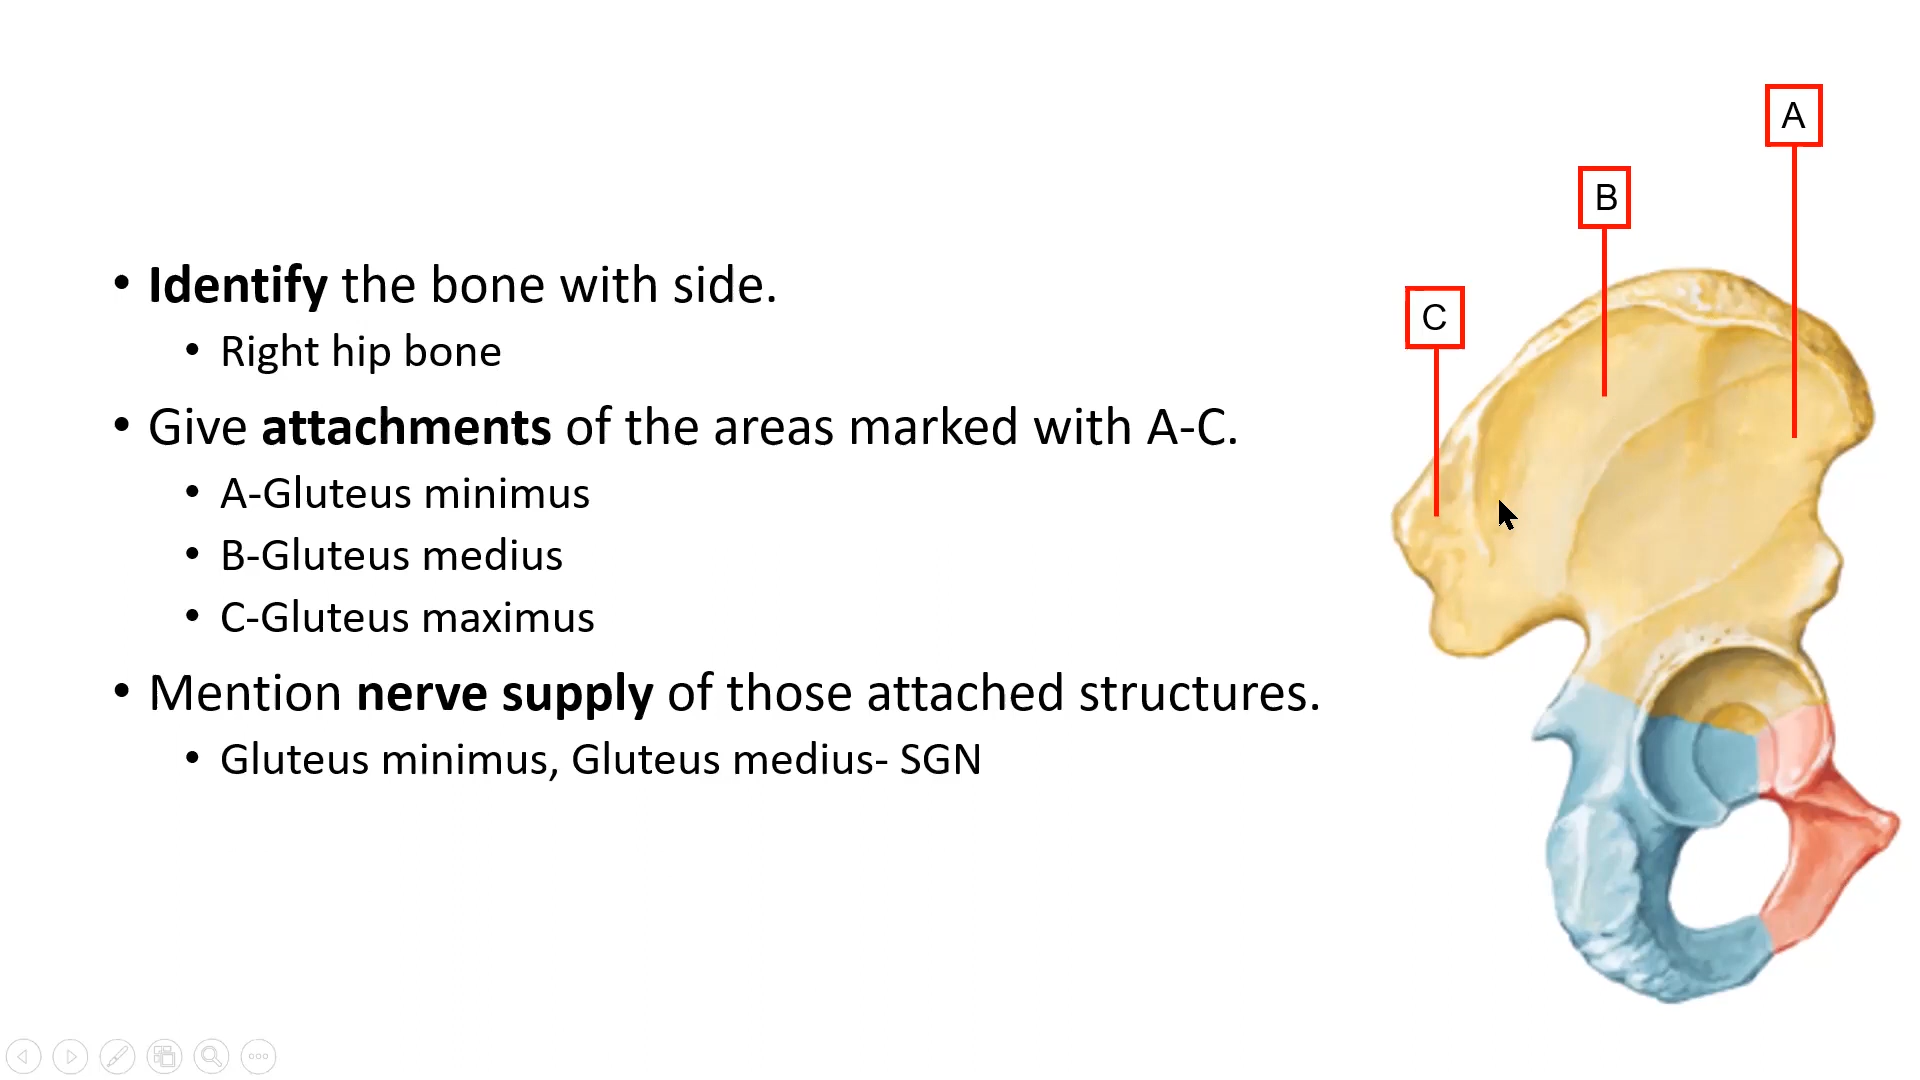 A
B
C
• Identify the bone with side.
• Right hip bone
• Give attachments of the areas marked with A-C.
• A-Gluteus minimus
• B-Gluteus medius
• C-Gluteus maximus
• Mention nerve supply of those attached structures.
• Gluteus minimus, Gluteus medius- SGN